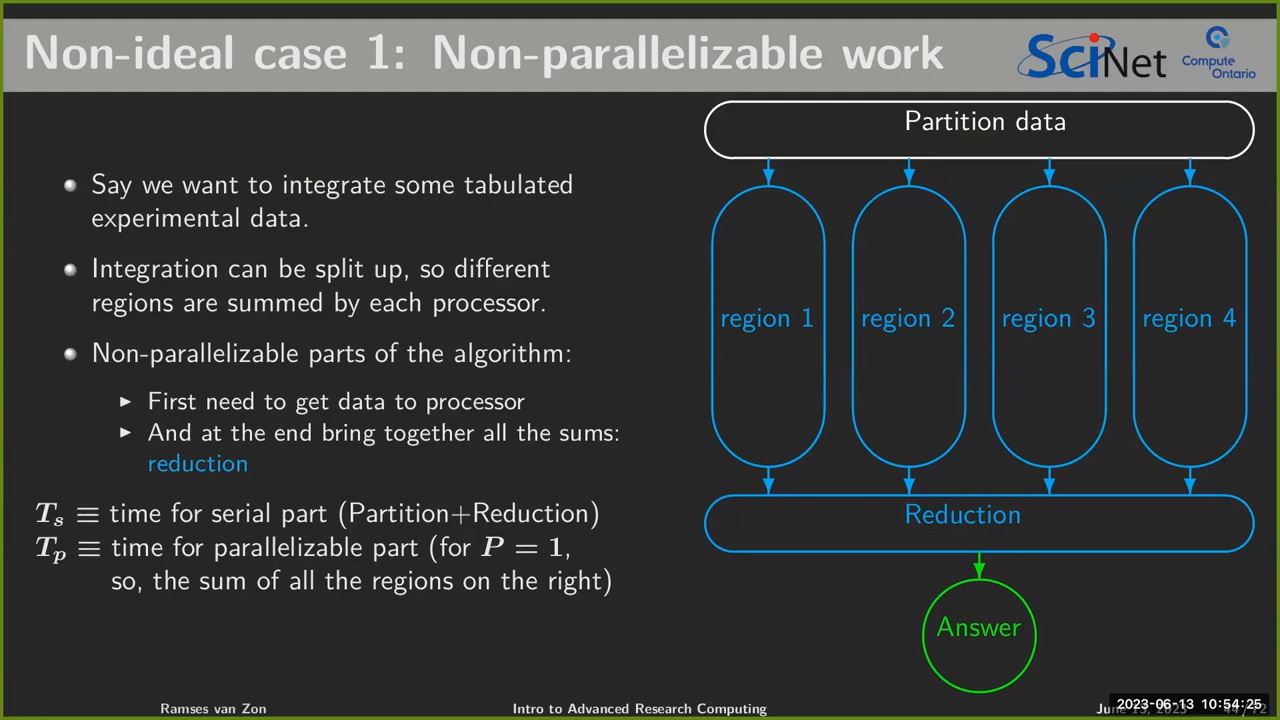 Non-ideal case 1: Non-parallelizable work
SciNet
Compute
Ontario
Say we want to integrate some tabulated
experimental data.
Integration can be split up, so different
regions are summed by each processor.
Non-parallelizable parts of the algorithm:
First need to get data to processor
And at the end bring together all the sums:
reduction
Tₛ ≡ time for serial part (Partition+Reduction)
Tₚ ≡ time for parallelizable part (for P = 1,
so, the sum of all the regions on the right)
Partition data
region 1
region 2
region 3
region 4
Reduction
Answer
Ramses van Zon
Intro to Advanced Research Computing
2023-06-13 10:54:25